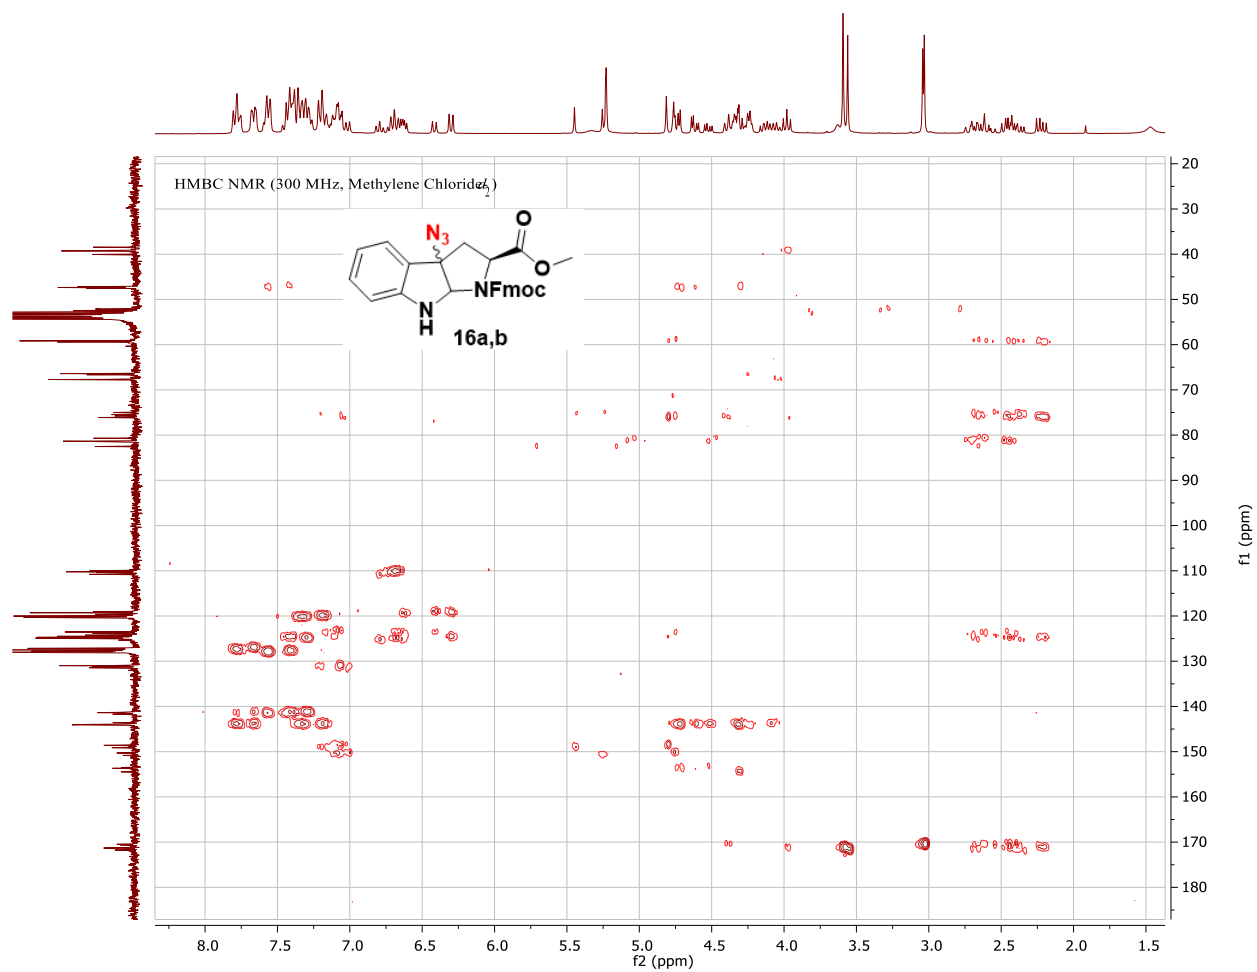 HMBC NMR (300 MHz, Methylene Chloride-d2)
N3
O
O
NFmoc
N
H
16a,b
20
30
40
50
60
70
80
90
100
110
120
130
140
150
160
170
180
f1 (ppm)
8.0 7.5 7.0 6.5 6.0 5.5 5.0 4.5 4.0 3.5 3.0 2.5 2.0 1.5
f2 (ppm)